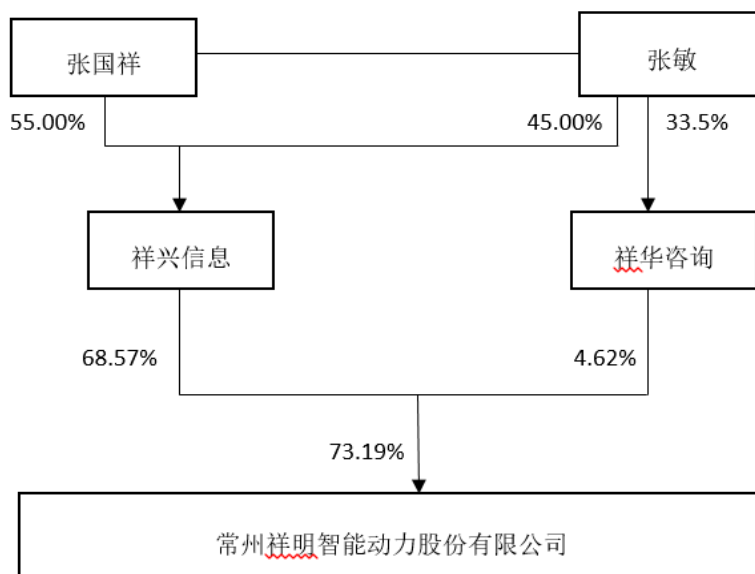 张国祥
张敏
55.00%
45.00%
33.5%
祥兴信息
祥华咨询
68.57%
4.62%
73.19%
常州祥明智能动力股份有限公司